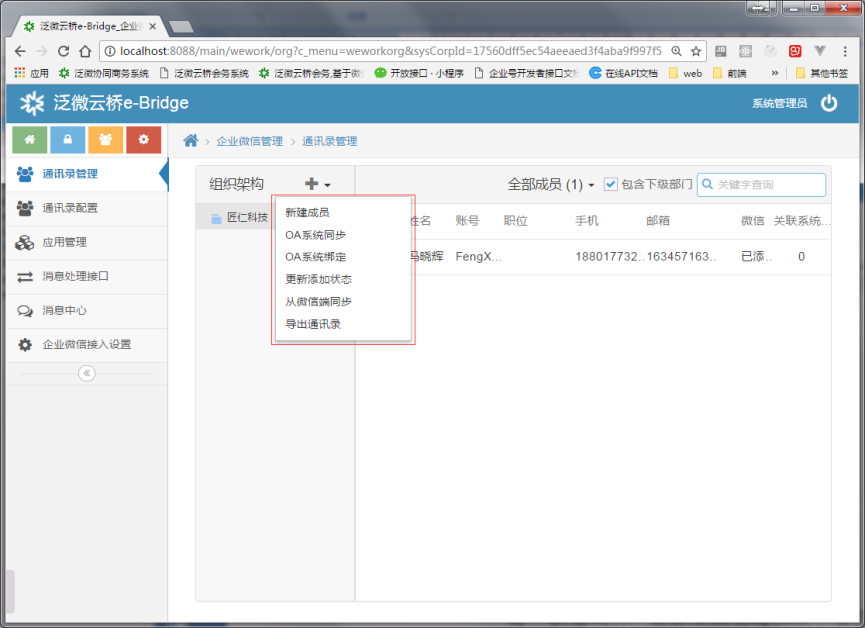 泛微云桥e-Bridge_企业
localhost:8088/main/wework/org?c_menu=weworkorg&sysCorpId=17560dff5ec54aeeaed3f4aba9f997f5
应用 泛微协同商务系统 泛微云桥会务系统 泛微云桥会务,基于微 开放接口·小程序 企业号开发者接口文 在线API文档 web 前端 » 其他书签
泛微云桥e-Bridge 系统管理员
企业微信管理 通讯录管理
通讯录管理
通讯录配置
应用管理
消息处理接口
消息中心
企业微信接入设置
组织架构
匠仁科技
新建成员
OA系统同步
OA系统绑定
更新添加状态
从微信端同步
导出通讯录
全部成员 (1) 包含下级部门 关键字查询
姓名 账号 职位 手机 邮箱 微信 关联系统...
冯晓辉 FengX... 188017732.. 163457163.. 已添.. 0